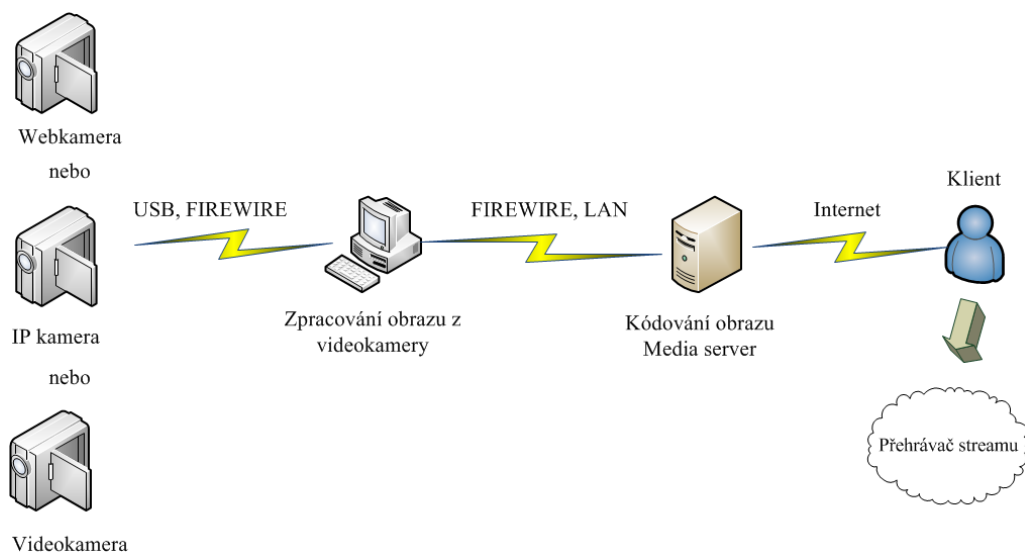 Webkamera
nebo
IP kamera
nebo
Videokamera
USB, FIREWIRE
Zpracování obrazu z
videokamery
FIREWIRE, LAN
Kódování obrazu
Media server
Internet
Klient
Přehrávač streamu